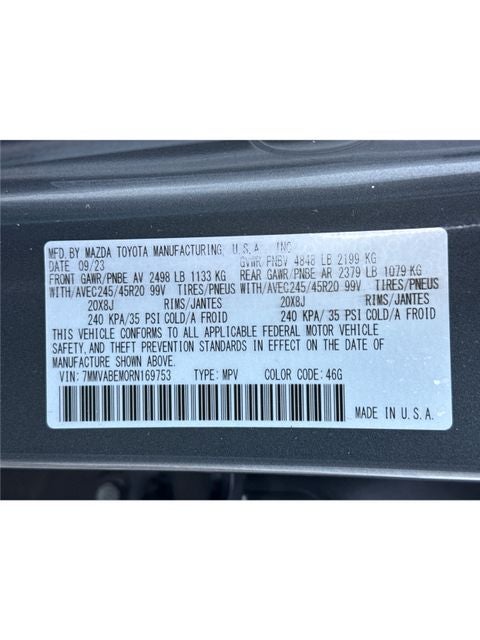 MFD. BY MAZDA TOYOTA MANUFACTURING, U.S.A., INC.
DATE 09/23 GVWR/PNBV 4848 LB 2199 KG
FRONT GAWR/PNBE AV 2498 LB 1133 KG REAR GAWR/PNBE AR 2379 LB 1079 KG
WITH/AVEC245/45R20 99V TIRES/PNEUS WITH/AVEC245/45R20 99V TIRES/PNEUS
20X8J RIMS/JANTES 20X8J RIMS/JANTES
240 KPA/35 PSI COLD/A FROID 240 KPA/ 35 PSI COLD/A FROID
THIS VEHICLE CONFORMS TO ALL APPLICABLE FEDERAL MOTOR VEHICLE
SAFETY, AND THEFT PREVENTION STANDARDS IN EFFECT ON THE DATE OF
MANUFACTURE SHOWN ABOVE.
VIN: 7MMVABEM0RN169753 TYPE: MPV COLOR CODE: 46G
MADE IN U.S.A.